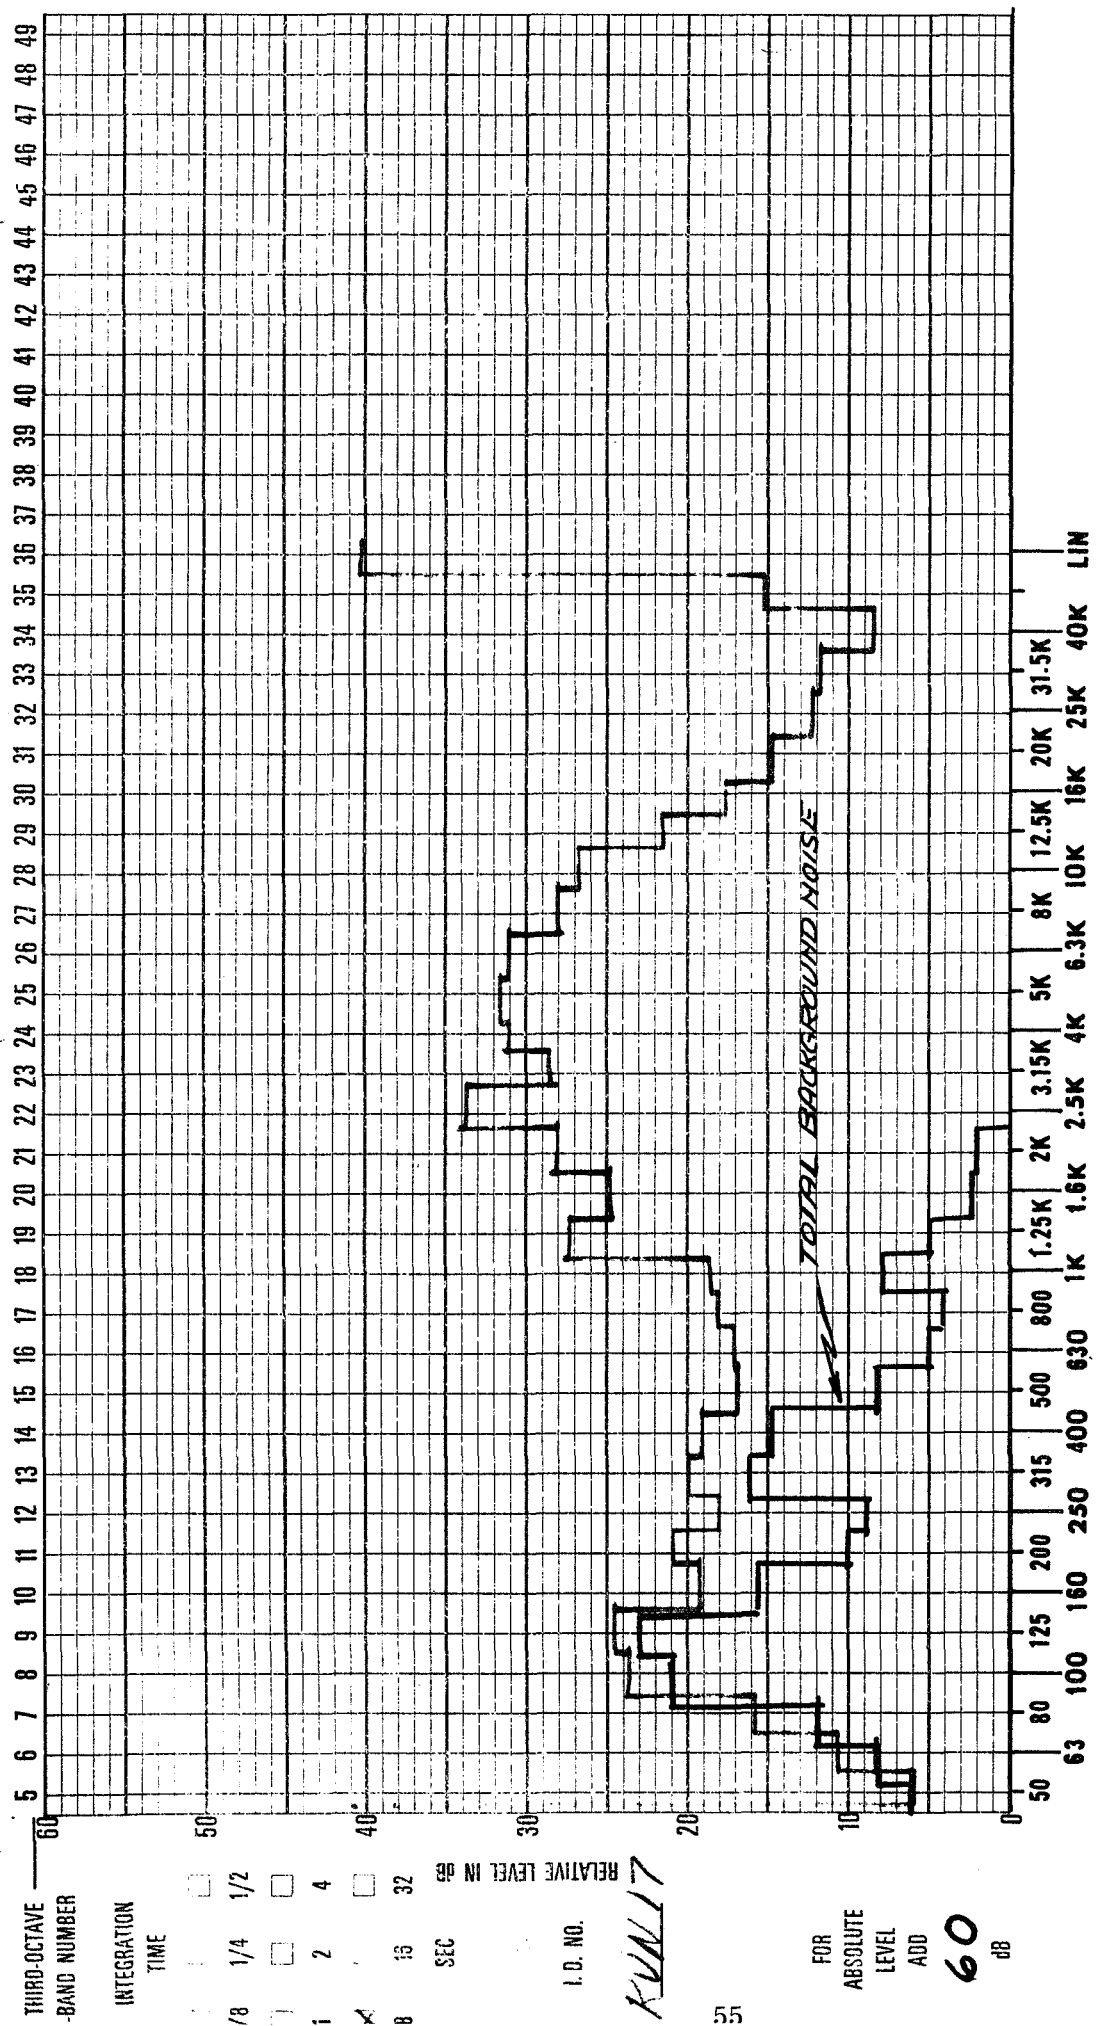 THIRD-OCTAVE
-BAND NUMBER
5 6 7 8 9 10 11 12 13 14 15 16 17 18 19 20 21 22 23 24 25 26 27 28 29 30 31 32 33 34 35 36 37 38 39 40 41 42 43 44 45 46 47 48 49
INTEGRATION
TIME
/8 1/4 1/2
1 2 4
8 16 32
SEC
RELATIVE LEVEL IN dB
60
50
40
30
20
10
0
I.D. NO.
KVN17
FOR
ABSOLUTE
LEVEL
ADD
60
dB
TOTAL BACKGROUND NOISE
50 80 125 200 315 500 800 1.25K 2K 3.15K 5K 8K 12.5K 20K 31.5K
63 100 160 250 400 630 1K 1.6K 2.5K 4K 6.3K 10K 16K 25K 40K LIN
55